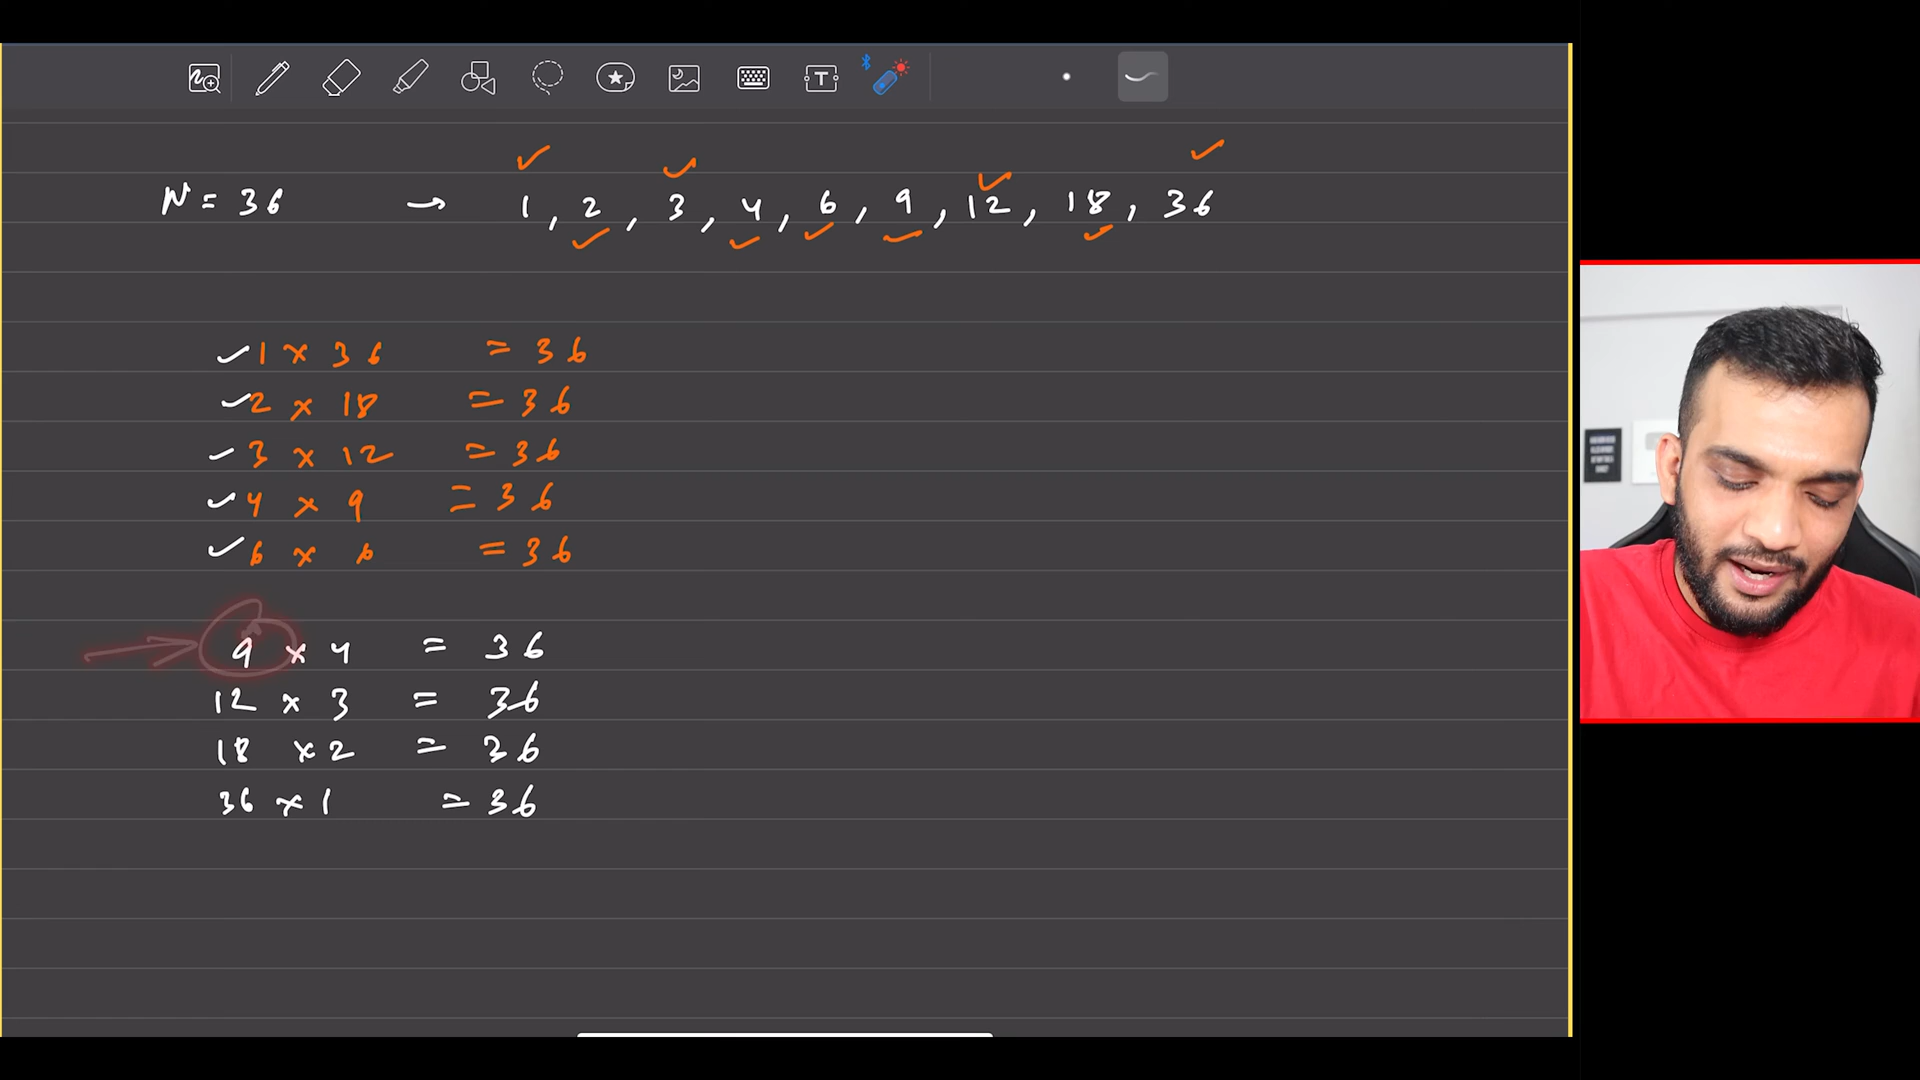 N = 36 → 1, 2, 3, 4, 6, 9, 12, 18, 36
1 × 36 = 36
2 × 18 = 36
3 × 12 = 36
4 × 9 = 36
6 × 6 = 36
9 × 4 = 36
12 × 3 = 36
18 × 2 = 36
36 × 1 = 36